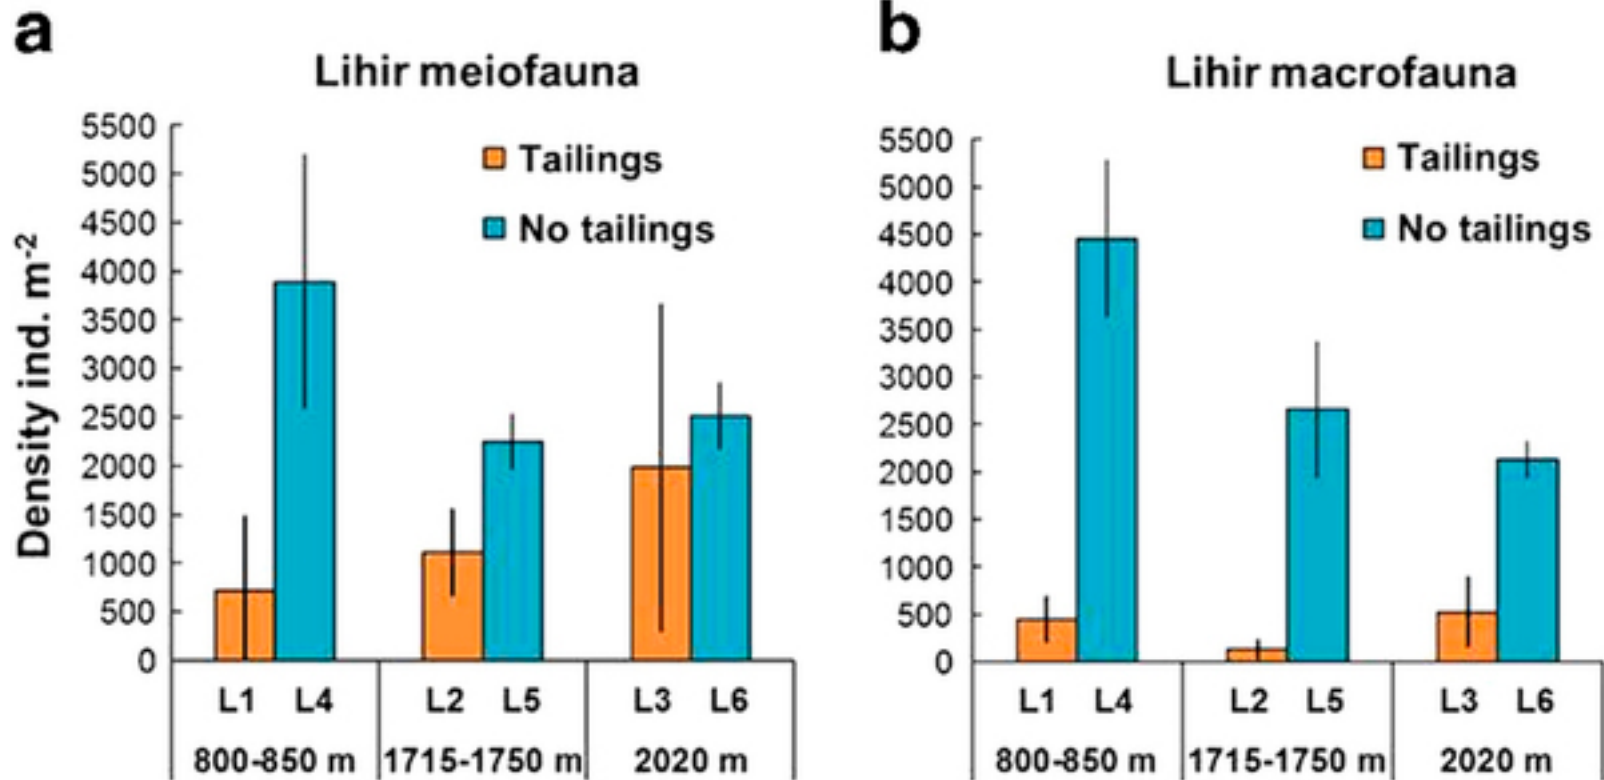 a
Lihir meiofauna
Density ind. m-2
5500
5000
4500
4000
3500
3000
2500
2000
1500
1000
500
0
Tailings
No tailings
L1 L4 L2 L5 L3 L6
800-850 m 1715-1750 m 2020 m
b
Lihir macrofauna
5500
5000
4500
4000
3500
3000
2500
2000
1500
1000
500
0
Tailings
No tailings
L1 L4 L2 L5 L3 L6
800-850 m 1715-1750 m 2020 m